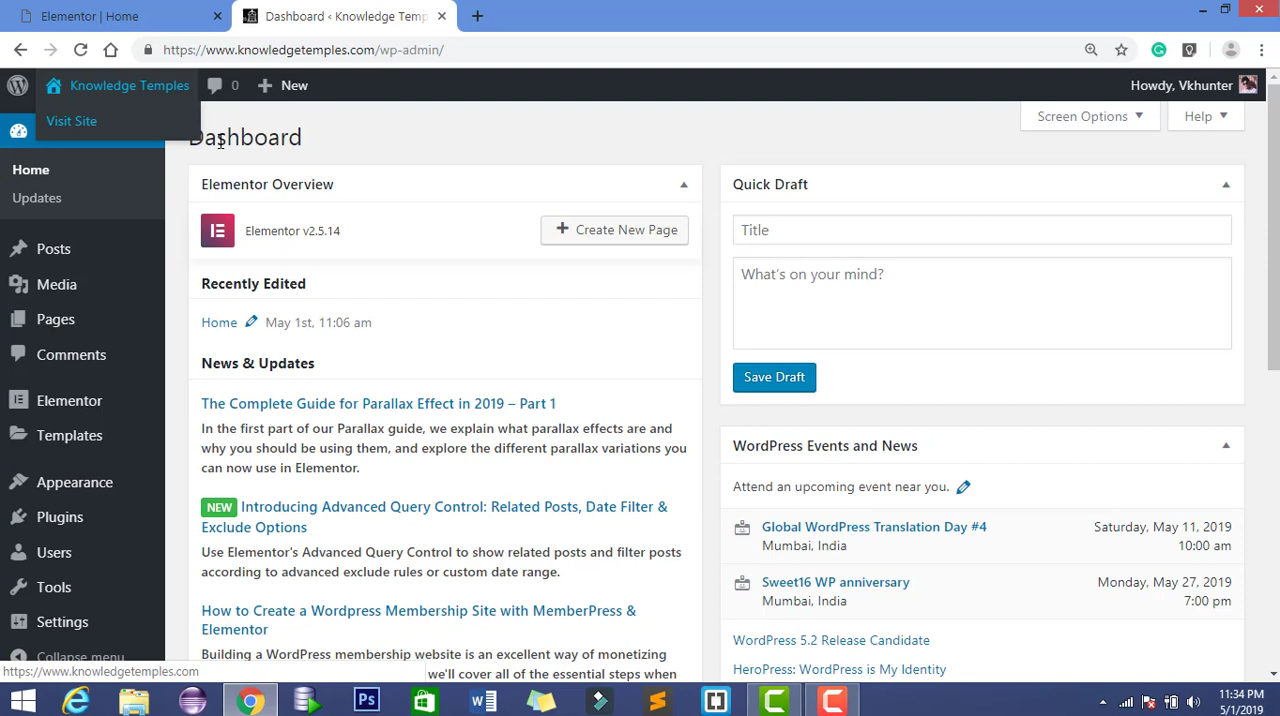 Elementor | Home
Dashboard ‹ Knowledge Temp
https://www.knowledgetemples.com/wp-admin/
Knowledge Temples
0
New
Howdy, Vkhunter
Visit Site
Dashboard
Screen Options
Help
Home
Updates
Posts
Media
Pages
Comments
Elementor
Templates
Appearance
Plugins
Users
Tools
Settings
Collapse menu
Elementor Overview
Elementor v2.5.14
Create New Page
Recently Edited
Home
May 1st, 11:06 am
News & Updates
The Complete Guide for Parallax Effect in 2019 – Part 1
In the first part of our Parallax guide, we explain what parallax effects are and
why you should be using them, and explore the different parallax variations you
can now use in Elementor.
NEW Introducing Advanced Query Control: Related Posts, Date Filter &
Exclude Options
Use Elementor's Advanced Query Control to show related posts and filter posts
according to advanced exclude rules or custom date range.
How to Create a Wordpress Membership Site with MemberPress &
Elementor
Building a WordPress membership website is an excellent way of monetizing
we'll cover all of the essential steps when
Quick Draft
Title
What's on your mind?
Save Draft
WordPress Events and News
Attend an upcoming event near you.
Global WordPress Translation Day #4
Mumbai, India
Saturday, May 11, 2019
10:00 am
Sweet16 WP anniversary
Mumbai, India
Monday, May 27, 2019
7:00 pm
WordPress 5.2 Release Candidate
HeroPress: WordPress is My Identity
https://www.knowledgetemples.com
Ps
11:34 PM
5/1/2019